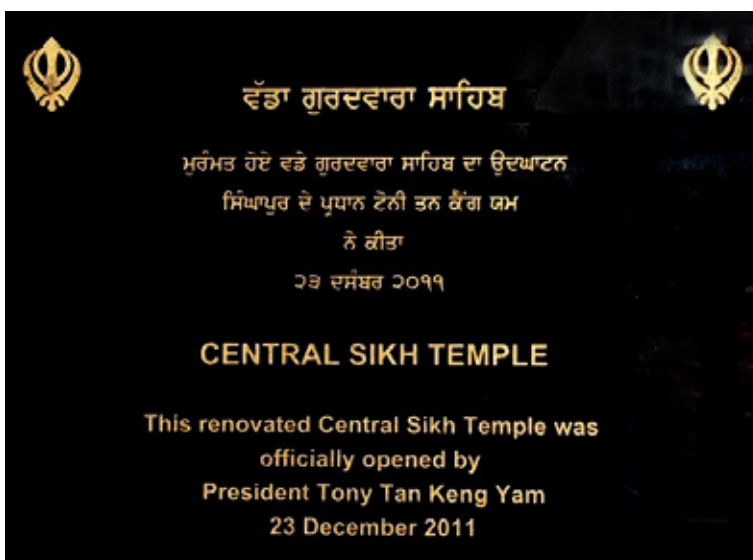 ਵੱਡਾ ਗੁਰਦਵਾਰਾ ਸਾਹਿਬ
ਮੁਰੰਮਤ ਹੋਏ ਵਡੇ ਗੁਰਦਵਾਰਾ ਸਾਹਿਬ ਦਾ ਉਦਘਾਟਨ
ਸਿੰਘਾਪੁਰ ਦੇ ਪ੍ਰਧਾਨ ਟੋਨੀ ਤਨ ਕੈਂਗ ਯਮ
ਨੇ ਕੀਤਾ
੨੩ ਦਸੰਬਰ ੨੦੧੧
CENTRAL SIKH TEMPLE
This renovated Central Sikh Temple was
officially opened by
President Tony Tan Keng Yam
23 December 2011